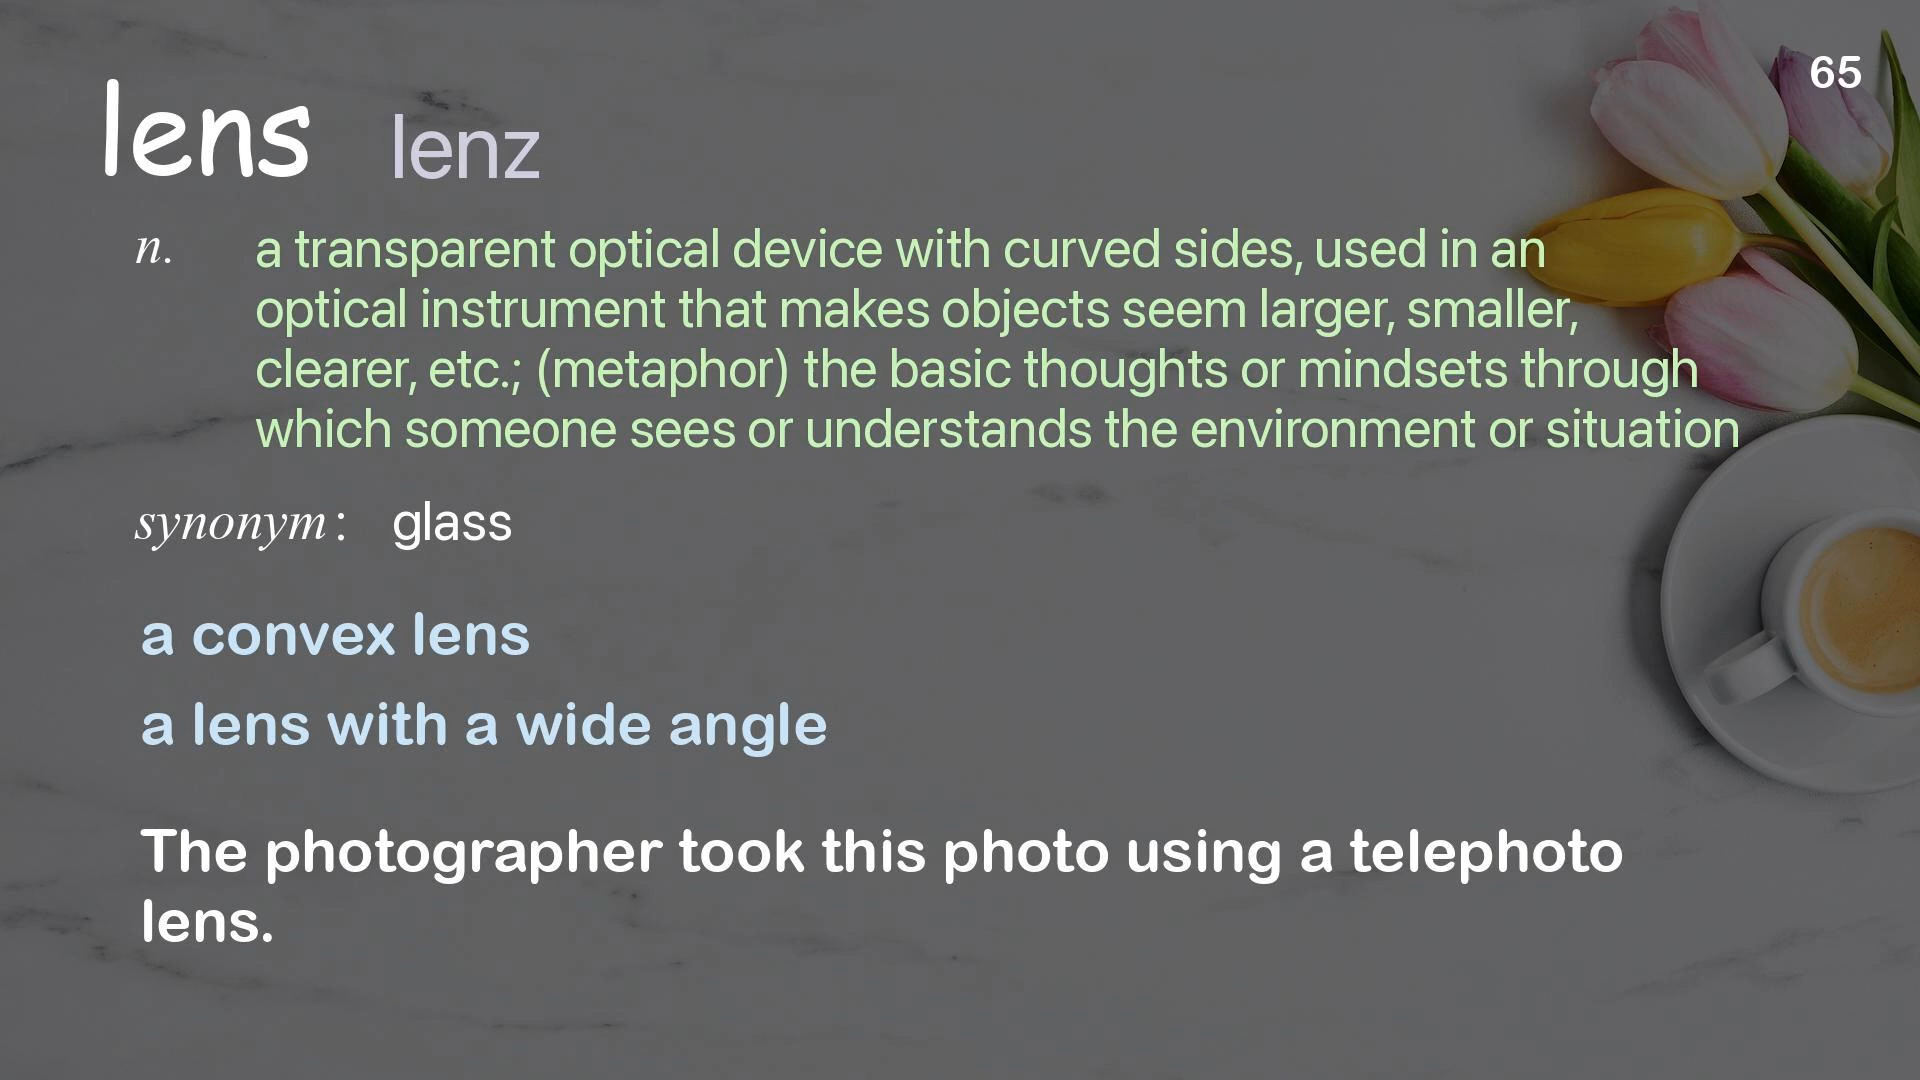 65
lens lenz
n. a transparent optical device with curved sides, used in an
optical instrument that makes objects seem larger, smaller,
clearer, etc.; (metaphor) the basic thoughts or mindsets through
which someone sees or understands the environment or situation
synonym: glass
a convex lens
a lens with a wide angle
The photographer took this photo using a telephoto
lens.